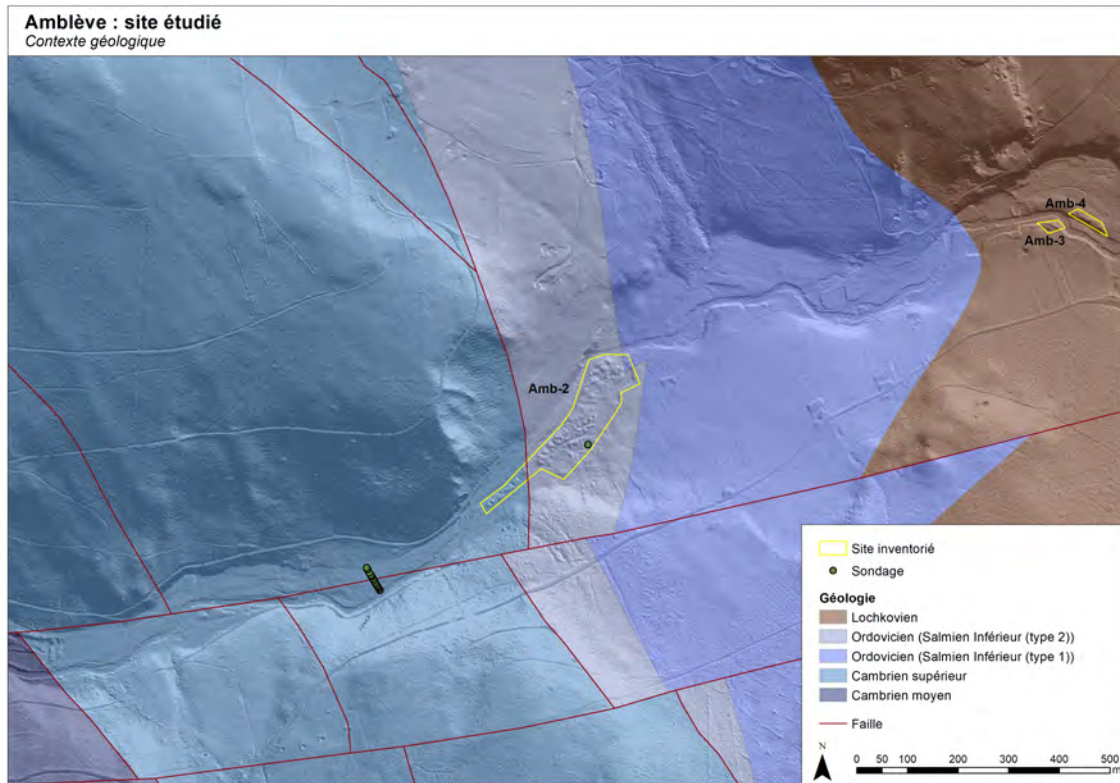 Amblève : site étudié
Contexte géologique
Amb-4
Amb-3
Amb-2
Site inventorié
Sondage
Géologie
Lochkovien
Ordovicien (Salmien Inférieur (type 2))
Ordovicien (Salmien Inférieur (type 1))
Cambrien supérieur
Cambrien moyen
Faille
N
0 50 100 200 300 400 500
m